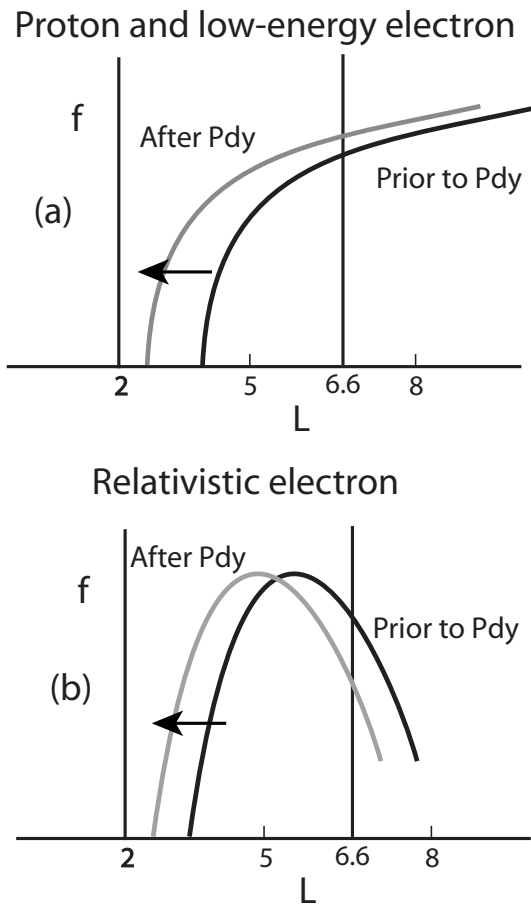 Proton and low-energy electron
f
After Pdy
Prior to Pdy
(a)
2
5
6.6
8
L
Relativistic electron
After Pdy
f
Prior to Pdy
(b)
2
5
6.6
8
L